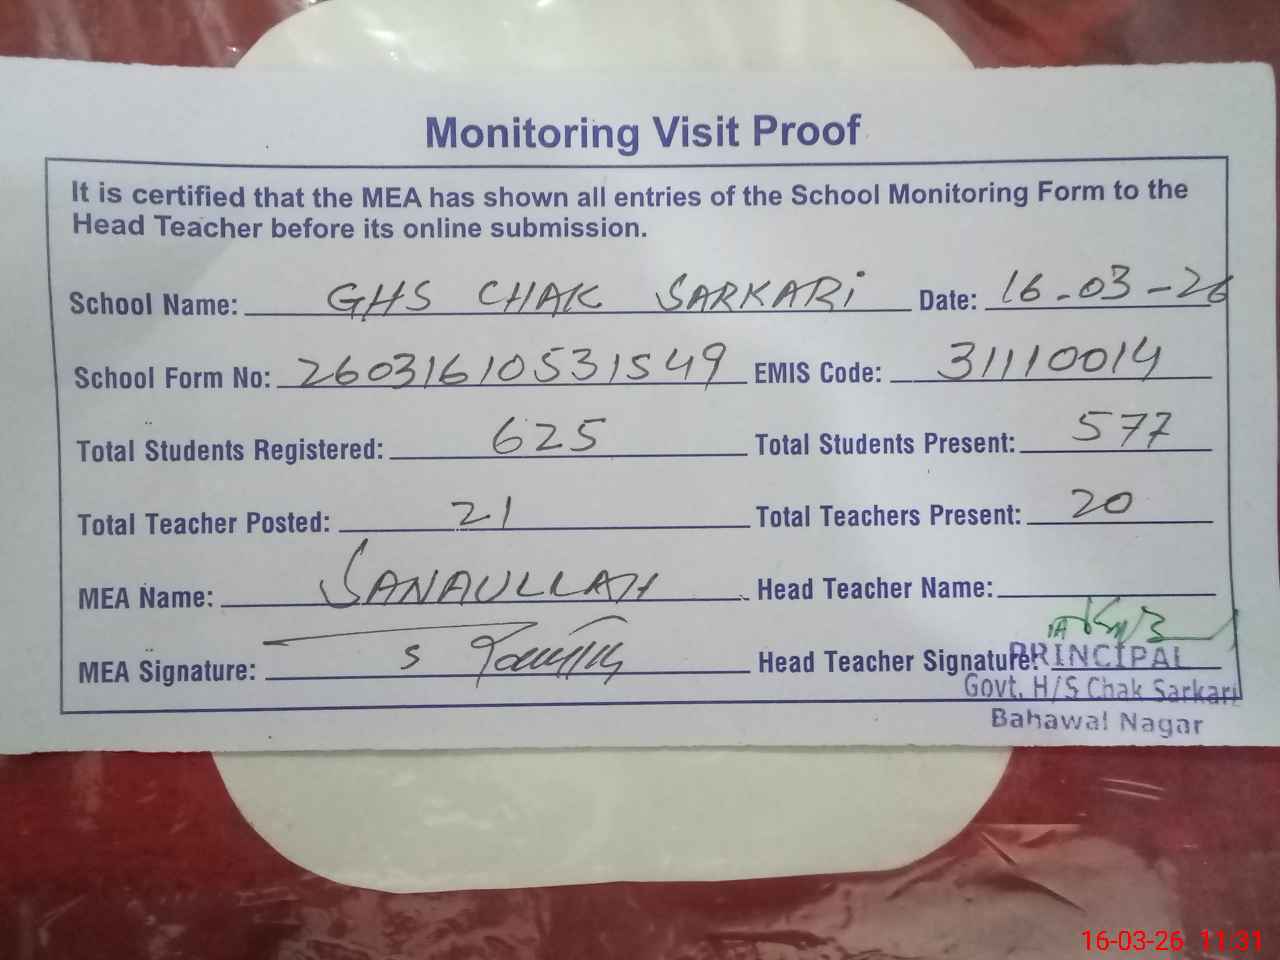 Monitoring Visit Proof
It is certified that the MEA has shown all entries of the School Monitoring Form to the
Head Teacher before its online submission.
School Name: GHS CHAK SARKARi Date: 16-03-26
School Form No: 26031610531549 EMIS Code: 31110014
Total Students Registered: 625 Total Students Present: 577
Total Teacher Posted: 21 Total Teachers Present: 20
MEA Name: SANAULLAH Head Teacher Name:
MEA Signature: Head Teacher Signature:
PRINCIPAL
Govt. H/S Chak Sarkari
Bahawal Nagar
16-03-26 11:31